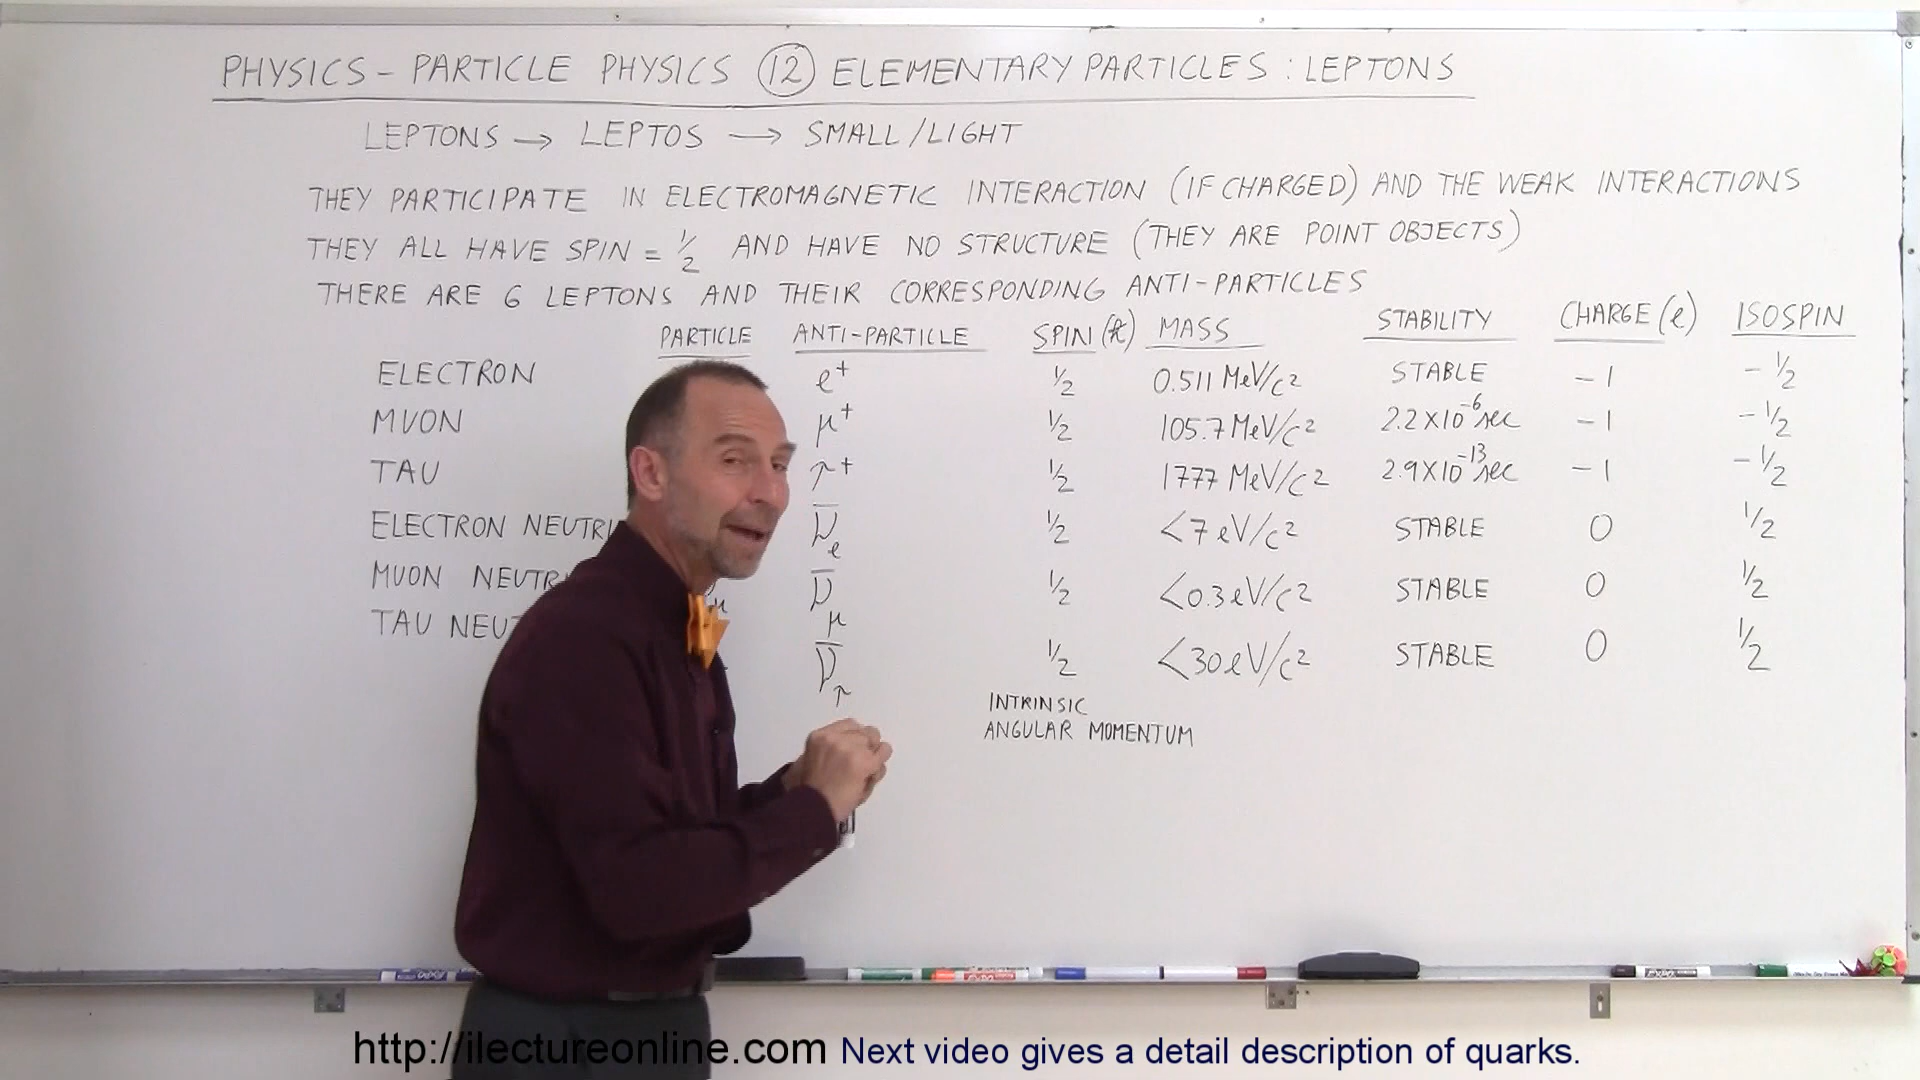 PHYSICS - PARTICLE PHYSICS (12) ELEMENTARY PARTICLES : LEPTONS
LEPTONS → LEPTOS → SMALL/LIGHT
THEY PARTICIPATE IN ELECTROMAGNETIC INTERACTION (IF CHARGED) AND THE WEAK INTERACTIONS
THEY ALL HAVE SPIN = 1/2 AND HAVE NO STRUCTURE (THEY ARE POINT OBJECTS)
THERE ARE 6 LEPTONS AND THEIR CORRESPONDING ANTI-PARTICLES
PARTICLE ANTI-PARTICLE SPIN (ħ) MASS STABILITY CHARGE (e) ISOSPIN
ELECTRON e⁺ 1/2 0.511 MeV/c² STABLE -1 -1/2
MUON μ⁺ 1/2 105.7 MeV/c² 2.2×10⁻⁶ sec -1 -1/2
TAU τ⁺ 1/2 1777 MeV/c² 2.9×10⁻¹³ sec -1 -1/2
ELECTRON ν̄e 1/2 <7 eV/c² STABLE 0 1/2
MUON ν̄μ 1/2 <0.3 eV/c² STABLE 0 1/2
TAU ν̄τ 1/2 <30 eV/c² STABLE 0 1/2
INTRINSIC
ANGULAR MOMENTUM
EXPO
http://ilectureonline.com Next video gives a detail description of quarks.